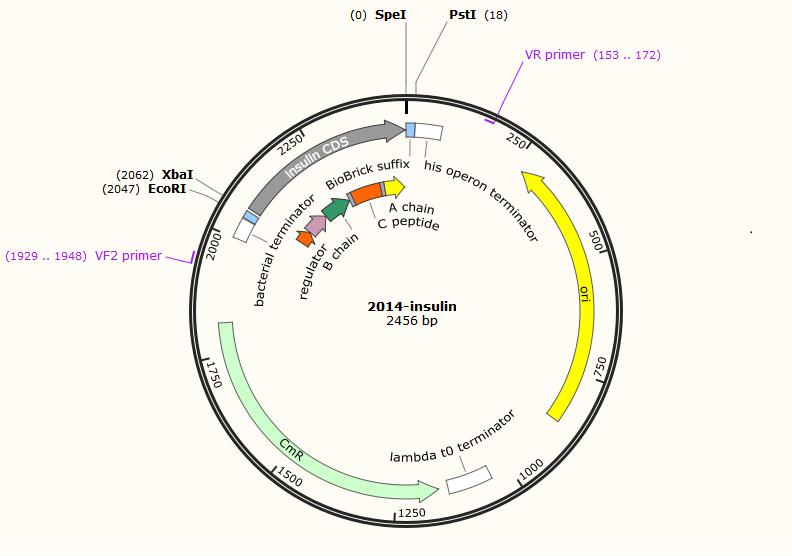 (0) SpeI
PstI (18)
VR primer (153 .. 172)
250
500
750
1000
1250
1500
1750
2000
2250
(2062) XbaI
(2047) EcoRI
(1929 .. 1948) VF2 primer
Insulin CDS
BioBrick suffix
his operon terminator
A chain
C peptide
B chain
regulator
bacterial terminator
ori
2014-insulin
2456 bp
lambda t0 terminator
CmR